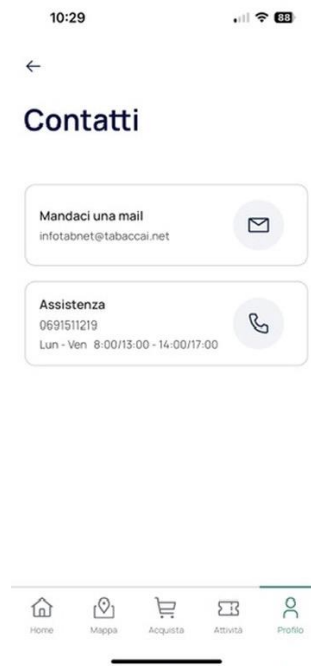 10:29
88
Contatti
Mandaci una mail
infotabnet@tabaccai.net
Assistenza
0691511219
Lun - Ven 8:00/13:00 - 14:00/17:00
Home
Mappa
Acquista
Attività
Profilo